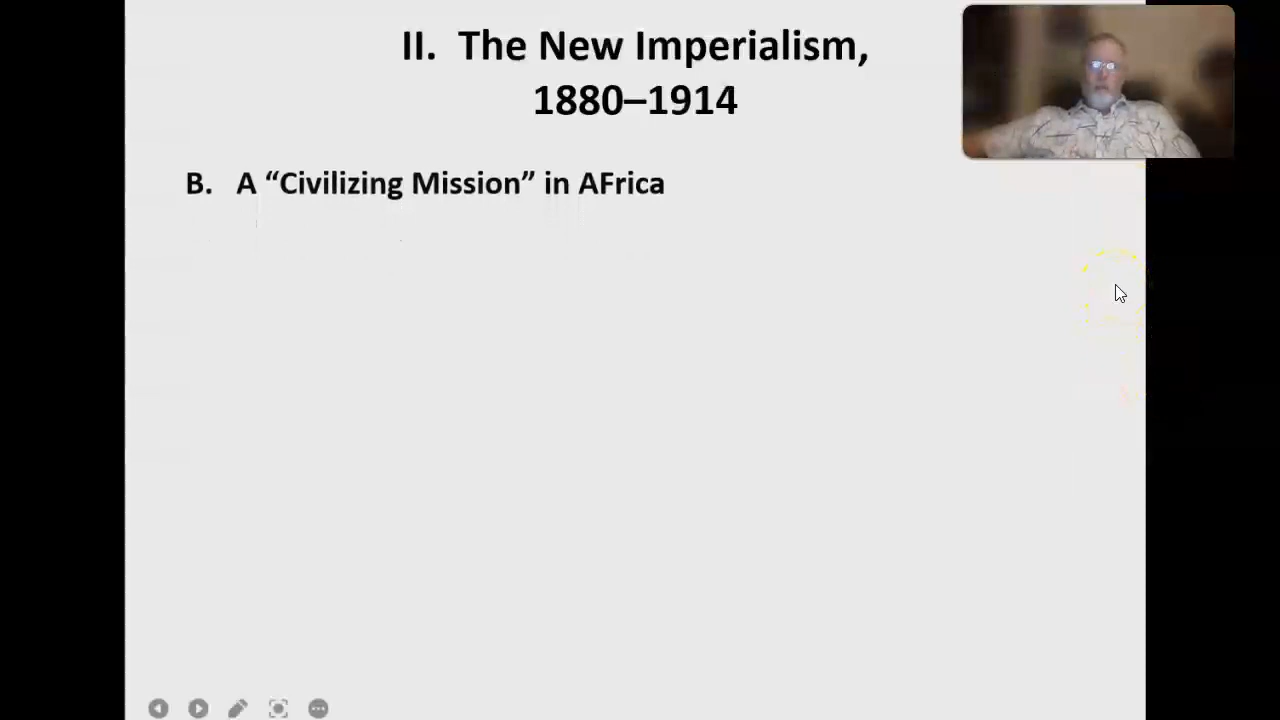 II. The New Imperialism,
1880–1914
B. A “Civilizing Mission” in AFrica